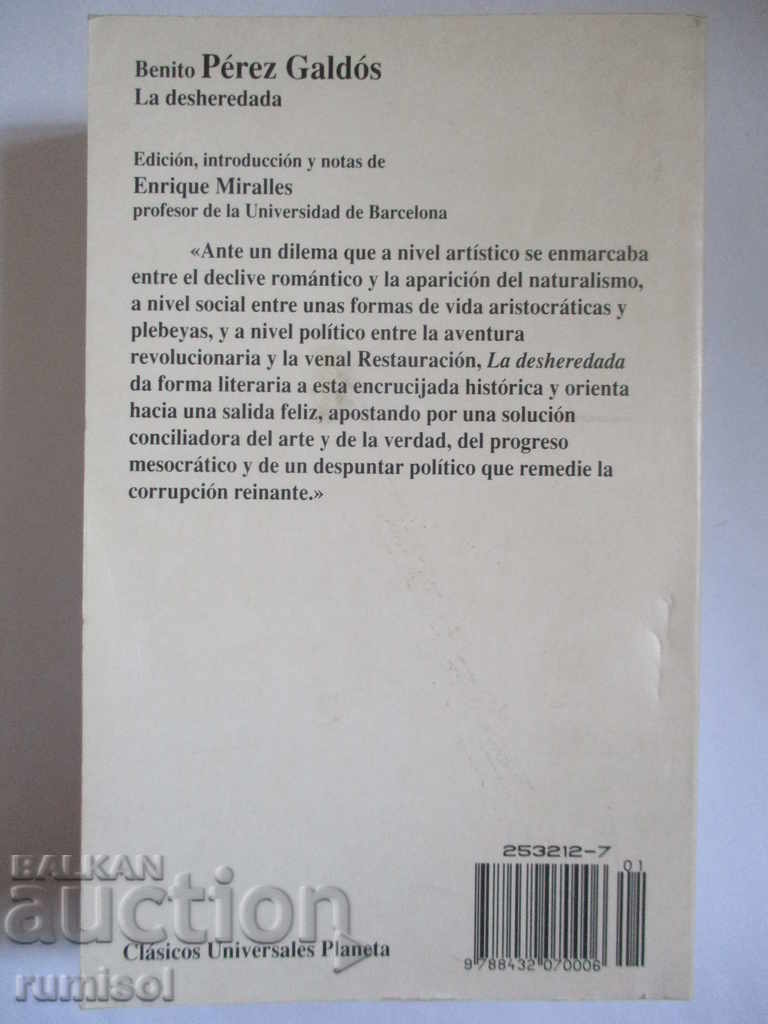 Benito Pérez Galdós
La desheredada
Edición, introducción y notas de
Enrique Miralles
profesor de la Universidad de Barcelona
«Ante un dilema que a nivel artístico se enmarcaba
entre el declive romántico y la aparición del naturalismo,
a nivel social entre unas formas de vida aristocráticas y
plebeyas, y a nivel político entre la aventura
revolucionaria y la venal Restauración, La desheredada
da forma literaria a esta encrucijada histórica y orienta
hacia una salida feliz, apostando por una solución
conciliadora del arte y de la verdad, del progreso
mesocrático y de un despuntar político que remedie la
corrupción reinante.»
253212-7
01
9 788432 070006
Clásicos Universales Planeta
BALKAN
auction
rumisol